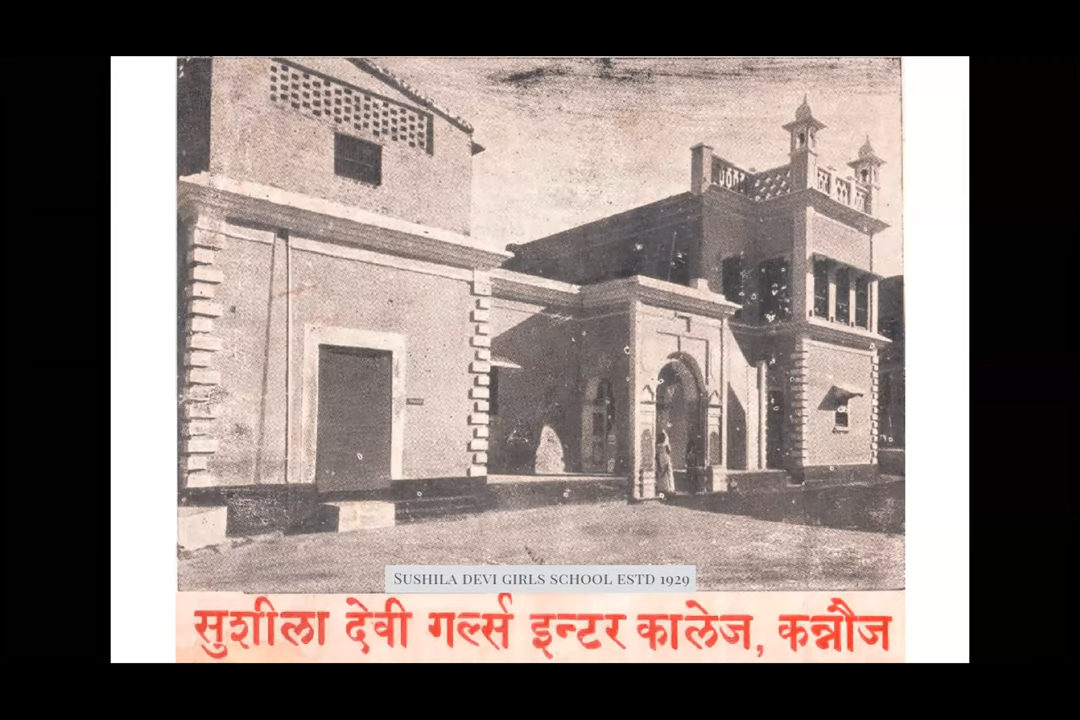 SUSHILA DEVI GIRLS SCHOOL ESTD 1929
सुशीला देवी गर्ल्स इन्टर कालेज, कन्नौज